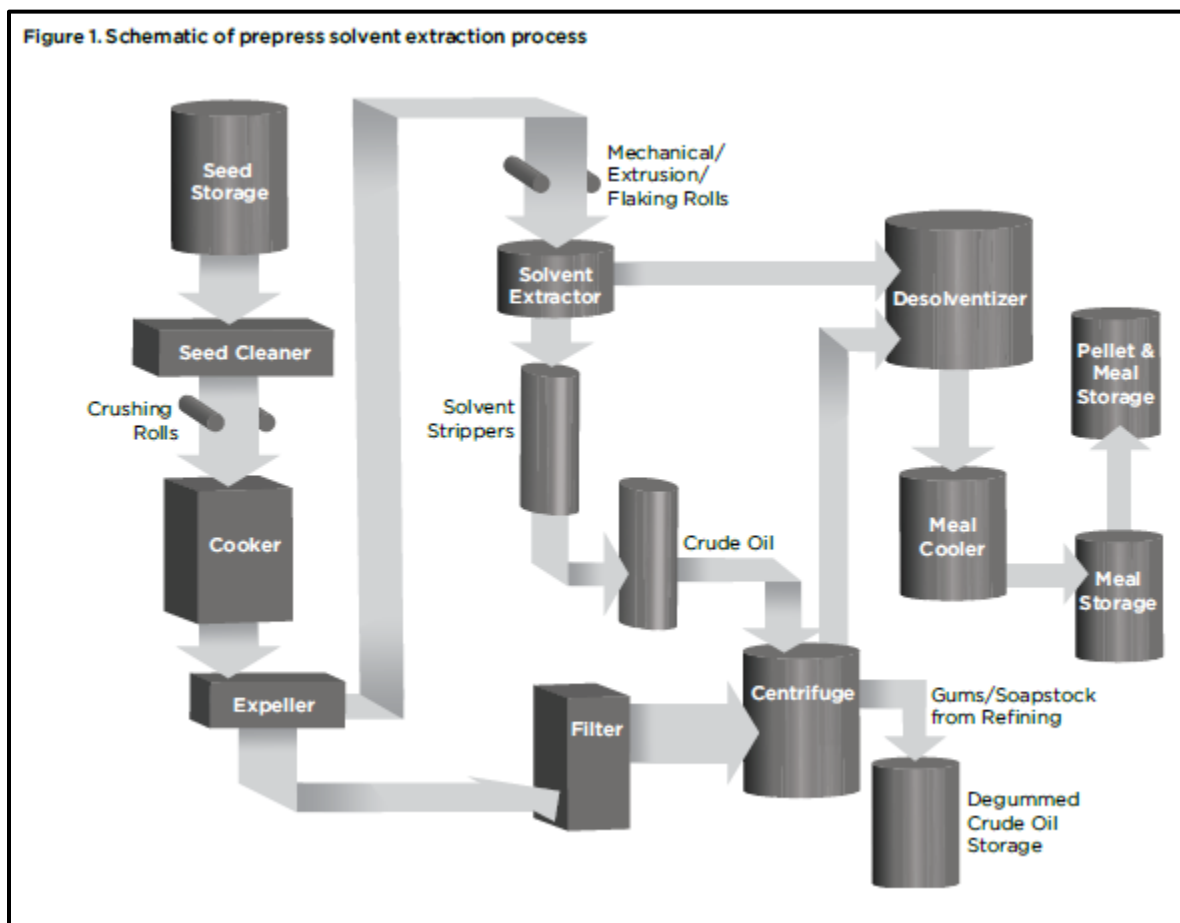 Figure 1. Schematic of prepress solvent extraction process
Seed
Storage
Seed Cleaner
Crushing
Rolls
Cooker
Expeller
Mechanical/
Extrusion/
Flaking Rolls
Solvent
Extractor
Solvent
Strippers
Crude Oil
Filter
Centrifuge
Gums/Soapstock
from Refining
Degummed
Crude Oil
Storage
Desolventizer
Meal
Cooler
Meal
Storage
Pellet &
Meal
Storage